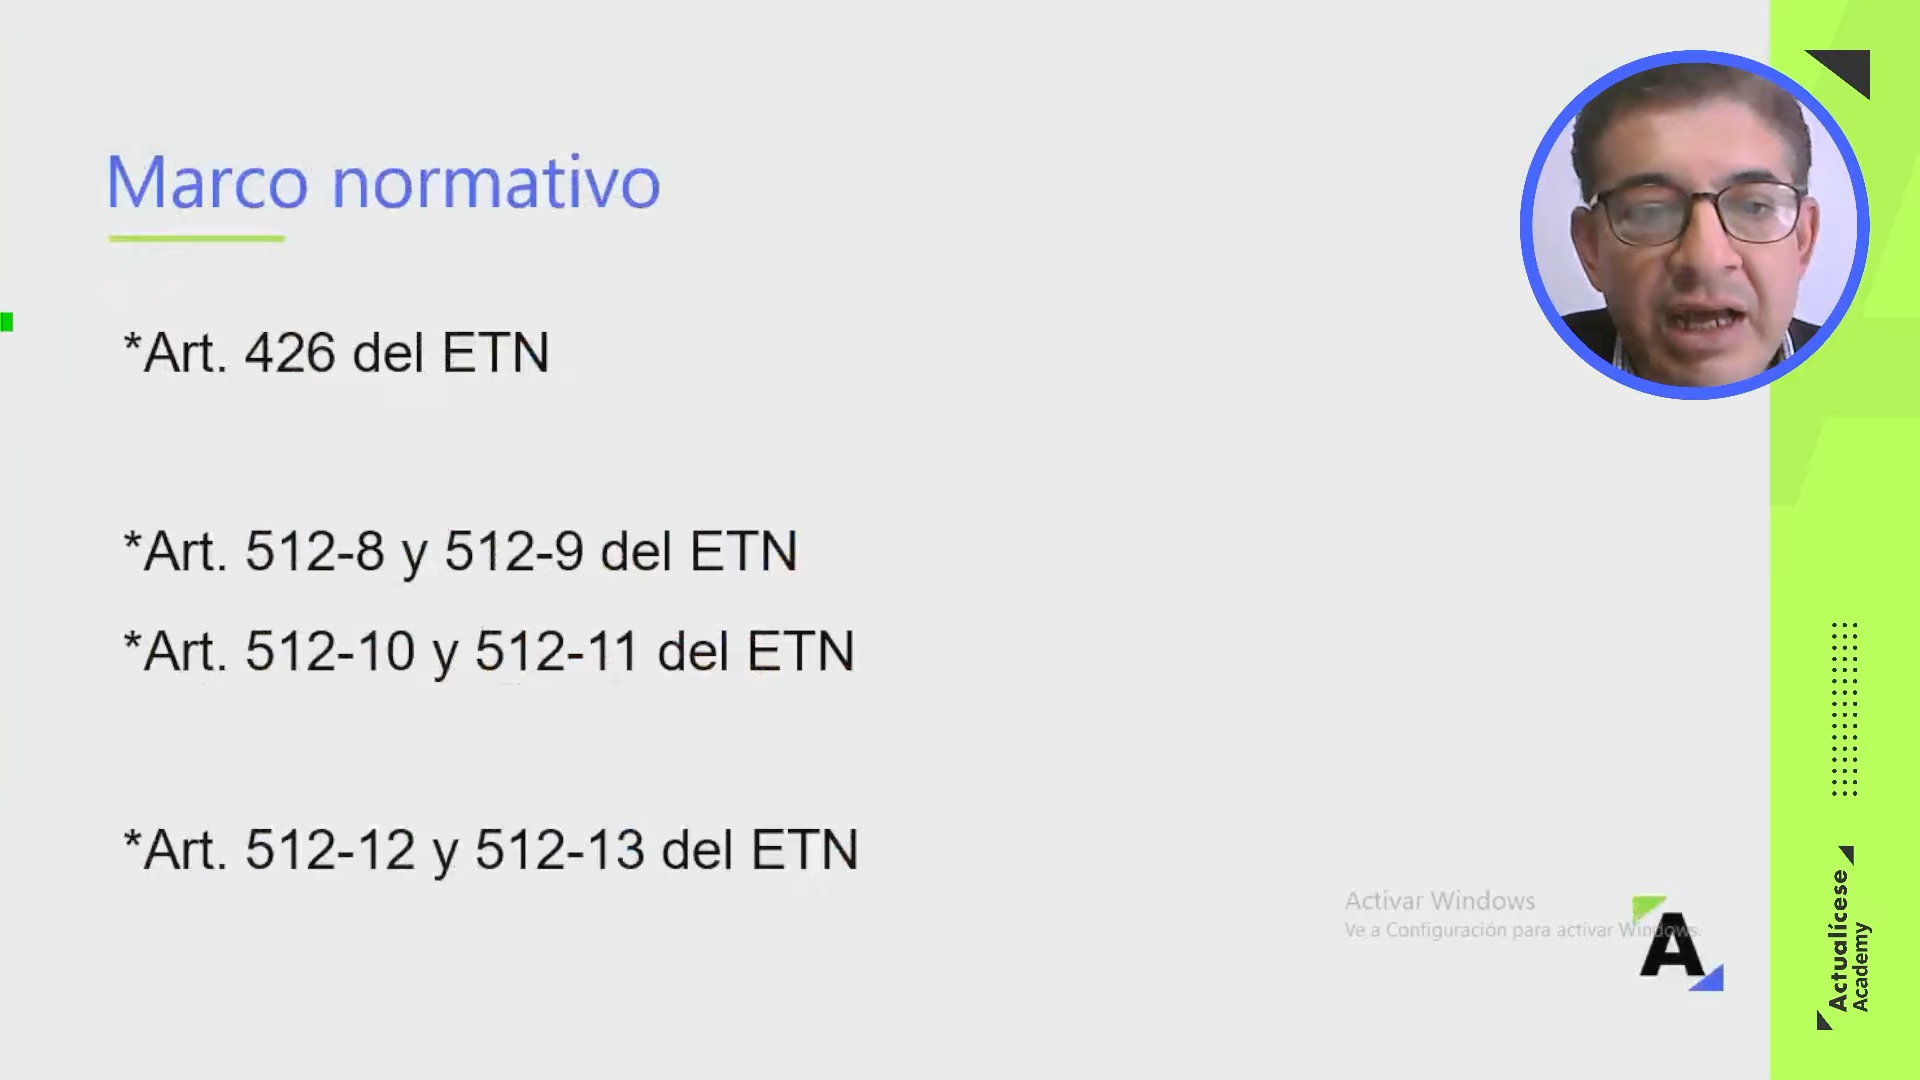 Marco normativo
*Art. 426 del ETN
*Art. 512-8 y 512-9 del ETN
*Art. 512-10 y 512-11 del ETN
*Art. 512-12 y 512-13 del ETN
Activar Windows
Ve a Configuración para activar Windows.
A
Actualícese
Academy